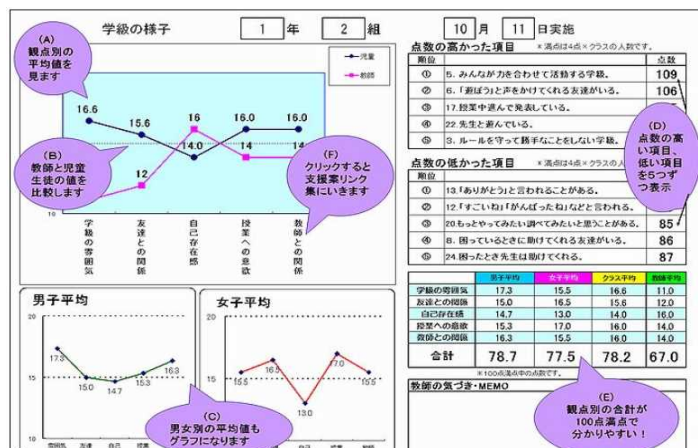 学級の様子
1 年 2 組
10 月 11 日実施
(A)
観点別の
平均値を
見ます
児童
教師
16.6
15.6
14.0
16.0
16.0
12
16
14
14
(B)
教師と児童
生徒の値を
比較します
(F)
クリックすると
支援案リンク
集にいきます
10
学級の雰囲気
友達との関係
自己存在感
授業への意欲
教師との関係
点数の高かった項目
*満点は4点×クラスの人数です。
順位
点数
① 5. みんなが力を合わせて活動する学級。 109
② 6.「遊ぼう」と声をかけてくれる友達がいる。 106
③ 17.授業中進んで発表している。
④ 22.先生と遊んでいる。
⑤ 3. ルールを守って勝手なことをしない学級。
(D)
点数の高
い項目、
低い項目
を5つず
つ表示
点数の低かった項目
*満点は4点×クラスの人
順位
① 13.「ありがとう」と言われることがある。
② 12.「すごいね」「がんばったね」などと言われる。
③ 20.もっとやってみたい調べてみたいと思うことがある。 85
④ 8. 困っているときに助けてくれる友達がいる。 86
⑤ 24.困ったとき先生は助けてくれる。 87
男子平均 女子平均 クラス平均 教師平均
学級の雰囲気 17.3 15.5 16.6 11.0
友達との関係 15.0 16.5 15.6 12.0
自己存在感 14.7 13.0 14.0 16.0
授業への意欲 15.3 17.0 16.0 14.0
教師との関係 16.3 15.5 16.0 14.0
合計 78.7 77.5 78.2 67.0
*100点満点中の点数です。
教師の気づき・MEMO
(E)
観点別の合計が
100点満点で
分かりやすい!
男子平均
20
15
10
17.3
15.0
14.7
15.3
16.3
雰囲気 友達 自己 授業
女子平均
20
15
10
15.5
16.5
13.0
17.0
15.5
自己 授業 教師
(C)
男女別の平均値も
グラフになります